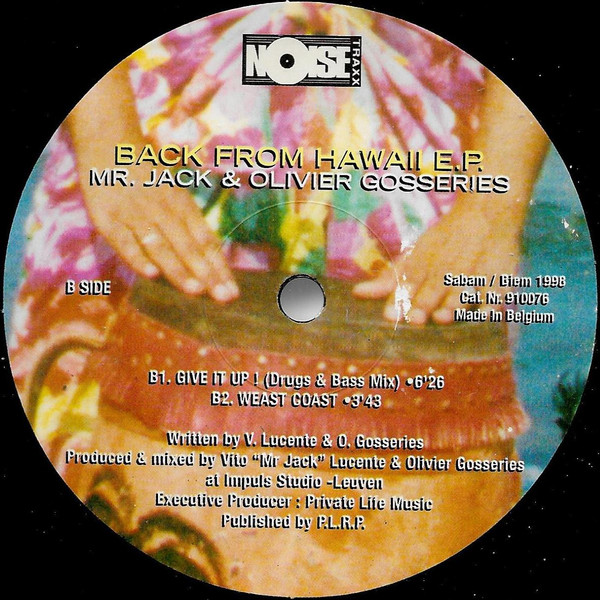 NOISE
TRAXX
BACK FROM HAWAII E.P.
MR. JACK & OLIVIER GOSSERIES
B SIDE
Sabam / Biem 1998
Cat. Nr. 910076
Made In Belgium
B1. GIVE IT UP ! (Drugs & Bass Mix) •6'26
B2. WEAST COAST •3'43
Written by V. Lucente & O. Gosseries
Produced & mixed by Vito "Mr Jack" Lucente & Olivier Gosseries
at Impuls Studio -Leuven
Executive Producer : Private Life Music
Published by P.L.R.P.